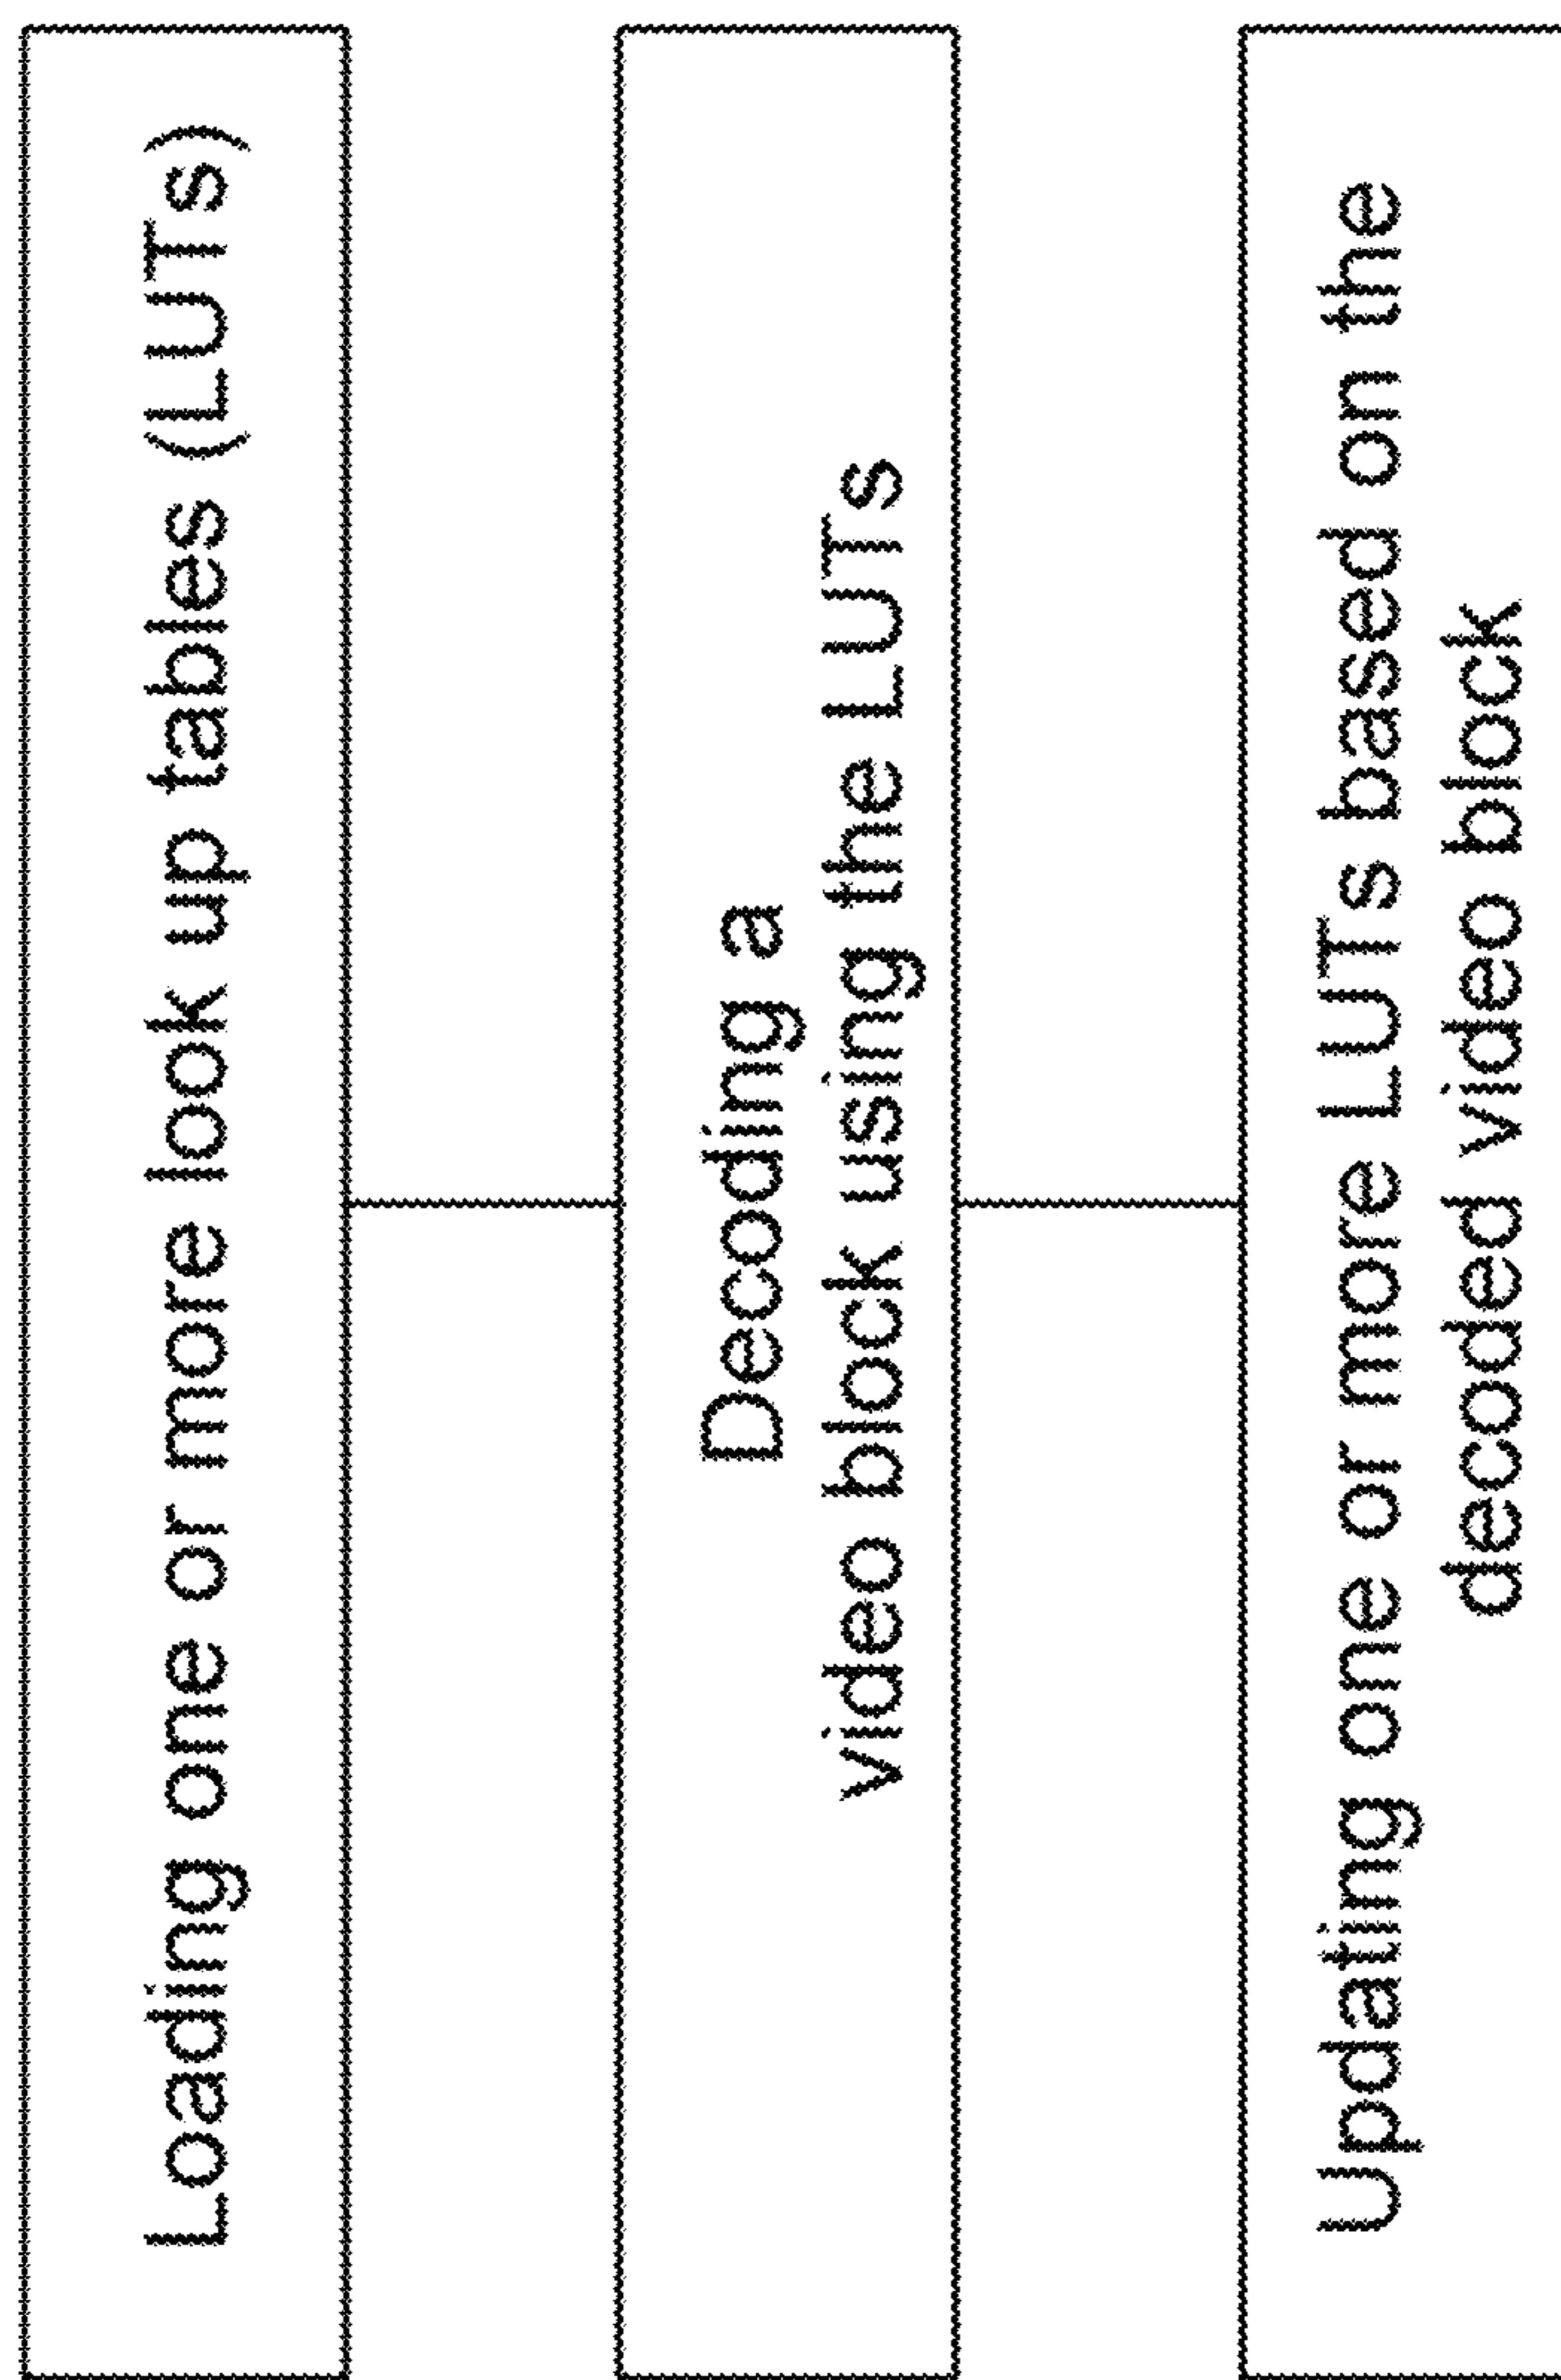 Loading one or more look up tables (LUTs)
Decoding a
video block using the LUTs
Updating one or more LUTs based on the
decoded video block